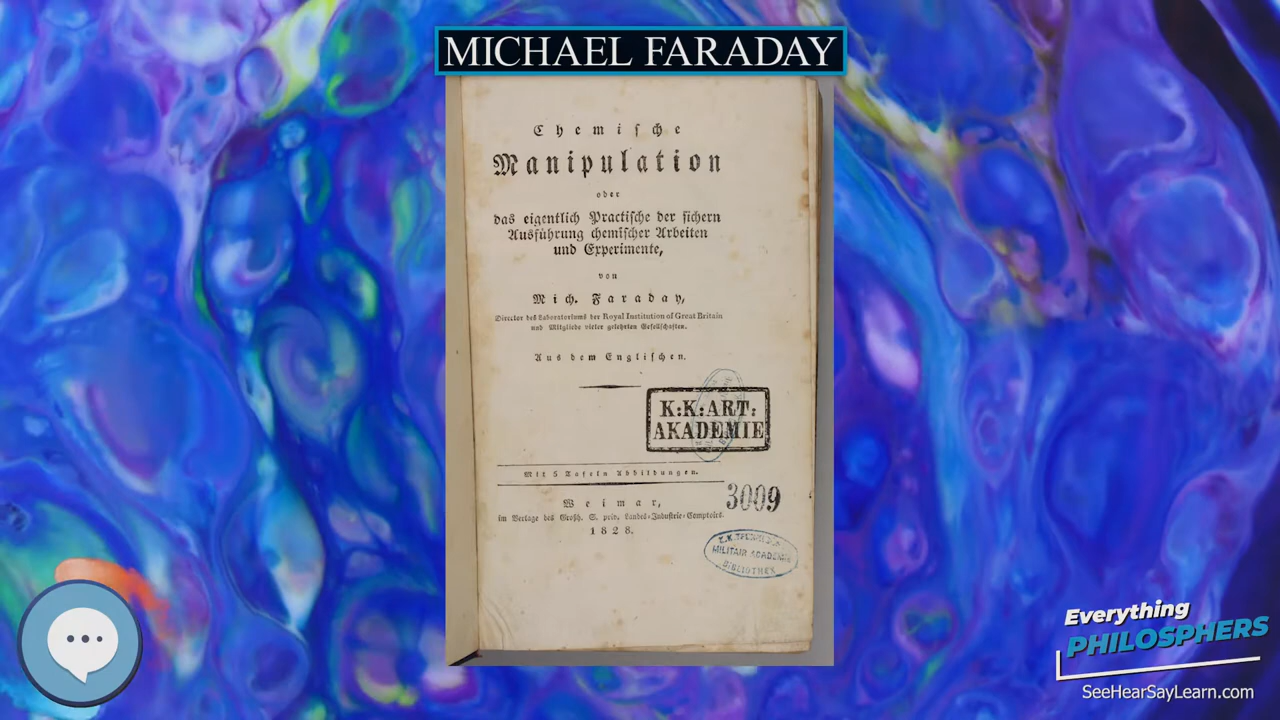 MICHAEL FARADAY
Chemiſche
Manipulation
oder
das eigentlich Practiſche der ſichern
Ausführung chemiſcher Arbeiten
und Experimente,
von
Mich. Faraday,
Director des Laboratoriums der Royal Institution of Great Britain
und Mitgliede vieler gelehrten Geſellſchaften.
Aus dem Engliſchen.
K:K:ART:
AKADEMIE
Mit 5 Tafeln Abbildungen.
3009
Weimar,
im Verlage des Großh. S. priv. Landes-Induſtrie-Comptoirs.
1828.
MILITAIR ACADEMIE
BIBLIOTHEK
Everything
PHILOSPHERS
SeeHearSayLearn.com